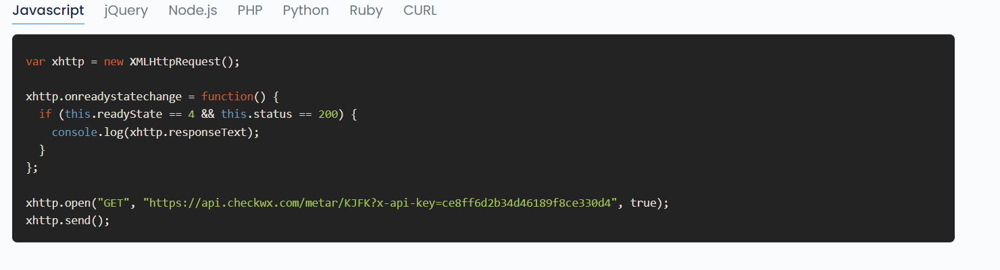 Javascript jQuery Node.js PHP Python Ruby CURL
var xhttp = new XMLHttpRequest();
xhttp.onreadystatechange = function() {
  if (this.readyState == 4 && this.status == 200) {
    console.log(xhttp.responseText);
  }
};
xhttp.open("GET", "https://api.checkwx.com/metar/KJFK?x-api-key=ce8ff6d2b34d46189f8ce330d4", true);
xhttp.send();